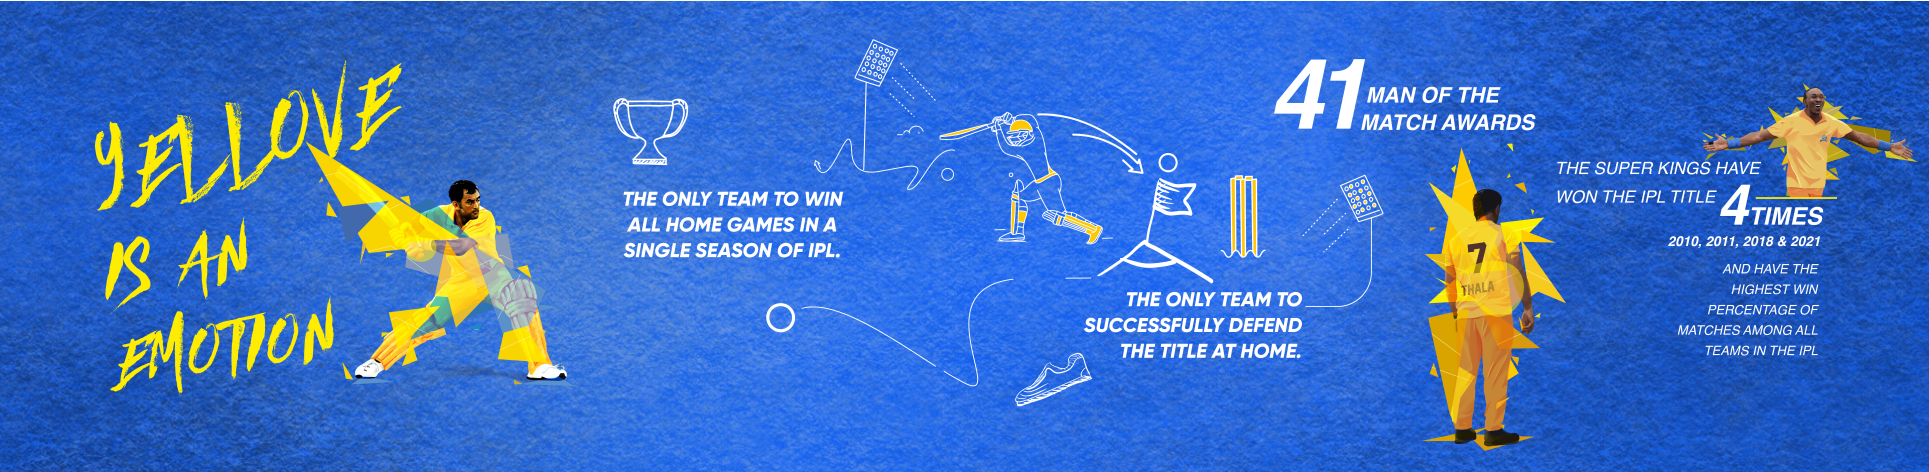 YELLOVE
IS AN
EMOTION
THE ONLY TEAM TO WIN
ALL HOME GAMES IN A
SINGLE SEASON OF IPL.
THE ONLY TEAM TO
SUCCESSFULLY DEFEND
THE TITLE AT HOME.
41 MAN OF THE
MATCH AWARDS
7
THALA
THE SUPER KINGS HAVE
WON THE IPL TITLE
4 TIMES
2010, 2011, 2018 & 2021
AND HAVE THE
HIGHEST WIN
PERCENTAGE OF
MATCHES AMONG ALL
TEAMS IN THE IPL